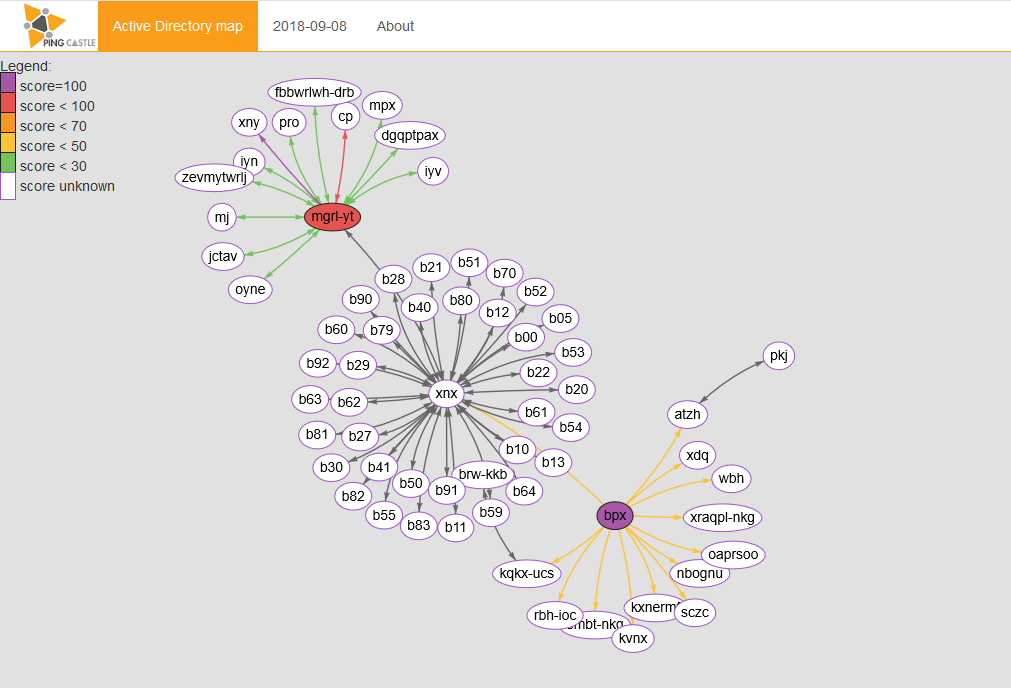 PING CASTLE
Active Directory map
2018-09-08
About
Legend:
score=100
score < 100
score < 70
score < 50
score < 30
score unknown
fbbwrlwh-drb
mpx
cp
xny
pro
dgqptpax
iyn
iyv
zevmytwrlj
mgrl-yt
mj
jctav
oyne
b51
b21
b70
b28
b52
b90
b80
b40
b12
b05
b60
b79
b00
b53
pkj
b92
b29
b22
b20
xnx
b63
b62
b61
atzh
b54
b81
b27
b10
xdq
b13
b30
b41
brw-kkb
wbh
b50
b91
b64
b82
b59
b55
bpx
xraqpl-nkg
b83
b11
oaprsoo
kqkx-ucs
nbognu
rbh-ioc
sczc
kvnx